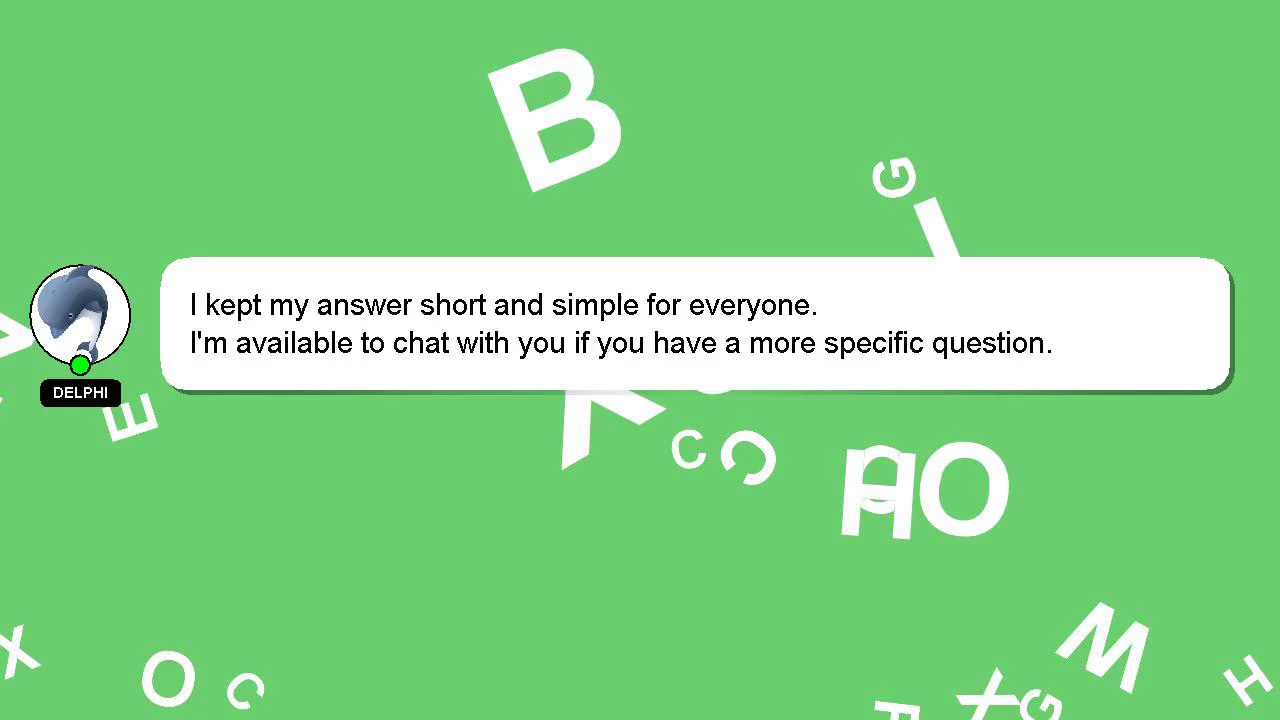 B
G
I
I kept my answer short and simple for everyone.
I'm available to chat with you if you have a more specific question.
DELPHI
E
C
C
H
O
M
X
O
C
H
X
G